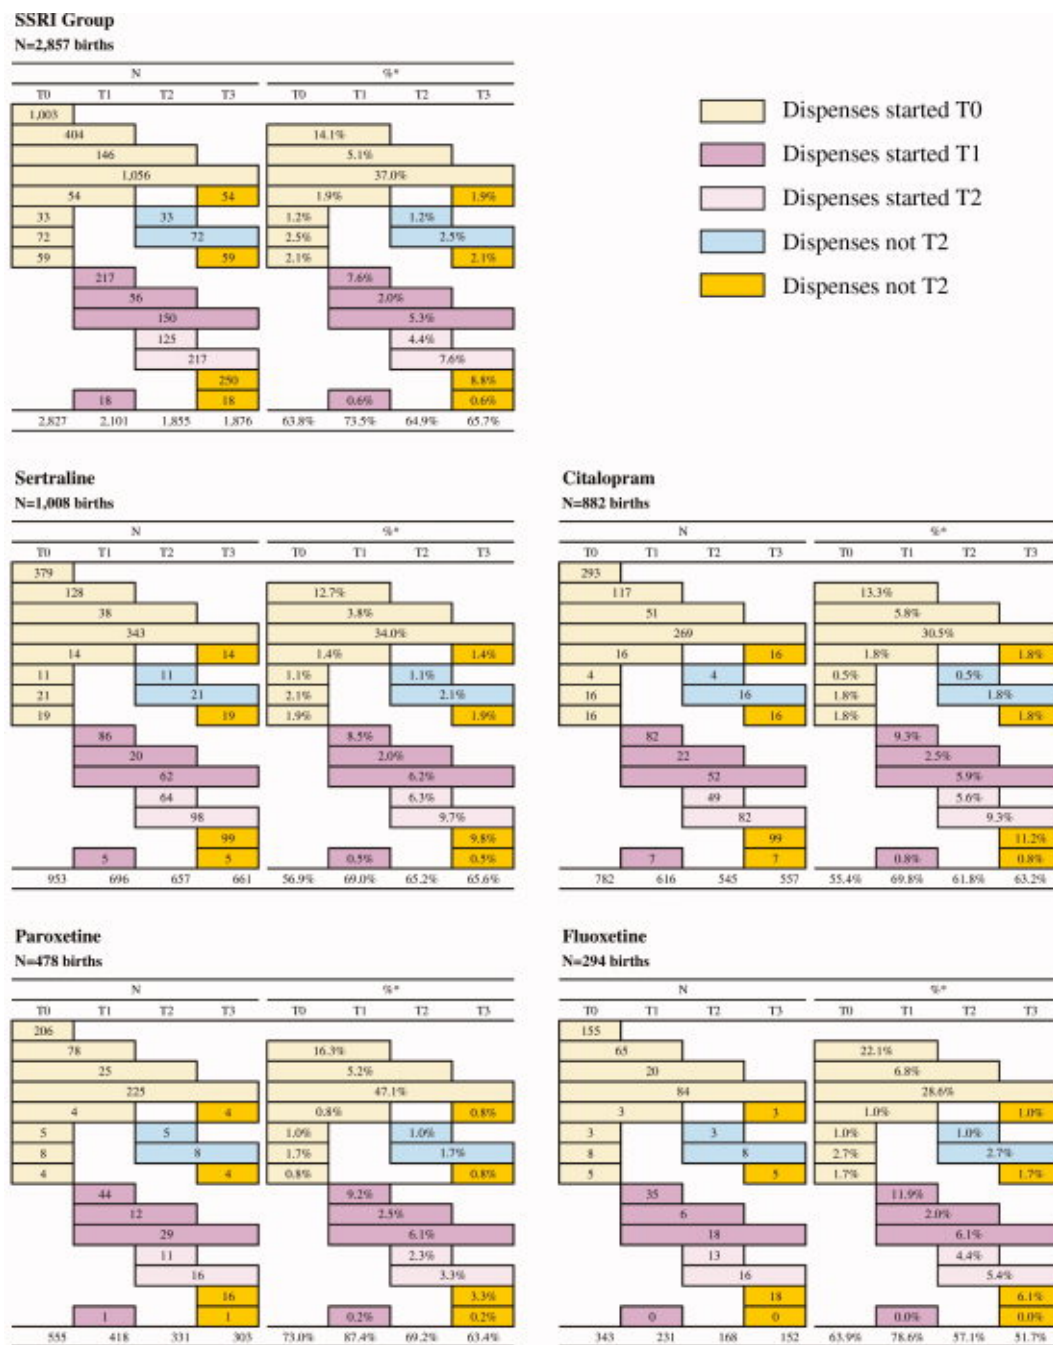 SSRI Group
N=2,857 births
N %*
T0 T1 T2 T3 T0 T1 T2 T3
1,003
404 14.1%
146 5.1%
1,056 37.0%
54 54 1.9% 1.9%
33 33 1.2% 1.2%
72 72 2.5% 2.5%
59 59 2.1% 2.1%
217 7.6%
56 2.0%
150 5.3%
125 4.4%
217 7.6%
250 8.8%
18 18 0.6% 0.6%
2,827 2,101 1,855 1,876 63.8% 73.5% 64.9% 65.7%
Dispenses started T0
Dispenses started T1
Dispenses started T2
Dispenses not T2
Dispenses not T2
Sertraline
N=1,008 births
N %*
T0 T1 T2 T3 T0 T1 T2 T3
379
128 12.7%
38 3.8%
343 34.0%
14 14 1.4% 1.4%
11 11 1.1% 1.1%
21 21 2.1% 2.1%
19 19 1.9% 1.9%
86 8.5%
20 2.0%
62 6.2%
64 6.3%
98 9.7%
99 9.8%
5 5 0.5% 0.5%
953 696 657 661 56.9% 69.0% 65.2% 65.6%
Citalopram
N=882 births
N %*
T0 T1 T2 T3 T0 T1 T2 T3
293
117 13.3%
51 5.8%
269 30.5%
16 16 1.8% 1.8%
4 4 0.5% 0.5%
16 16 1.8% 1.8%
16 16 1.8% 1.8%
82 9.3%
22 2.5%
52 5.9%
49 5.6%
82 9.3%
99 11.2%
7 7 0.8% 0.8%
782 616 545 557 55.4% 69.8% 61.8% 63.2%
Paroxetine
N=478 births
N %*
T0 T1 T2 T3 T0 T1 T2 T3
206
78 16.3%
25 5.2%
225 47.1%
4 4 0.8% 0.8%
5 5 1.0% 1.0%
8 8 1.7% 1.7%
4 4 0.8% 0.8%
44 9.2%
12 2.5%
29 6.1%
11 2.3%
16 3.3%
16 3.3%
1 1 0.2% 0.2%
555 418 331 303 73.0% 87.4% 69.2% 63.4%
Fluoxetine
N=294 births
N %*
T0 T1 T2 T3 T0 T1 T2 T3
155
65 22.1%
20 6.8%
84 28.6%
3 3 1.0% 1.0%
3 3 1.0% 1.0%
8 8 2.7% 2.7%
5 5 1.7% 1.7%
35 11.9%
6 2.0%
18 6.1%
13 4.4%
16 5.4%
18 6.1%
0 0 0.0% 0.0%
343 231 168 152 63.9% 78.6% 57.1% 51.7%